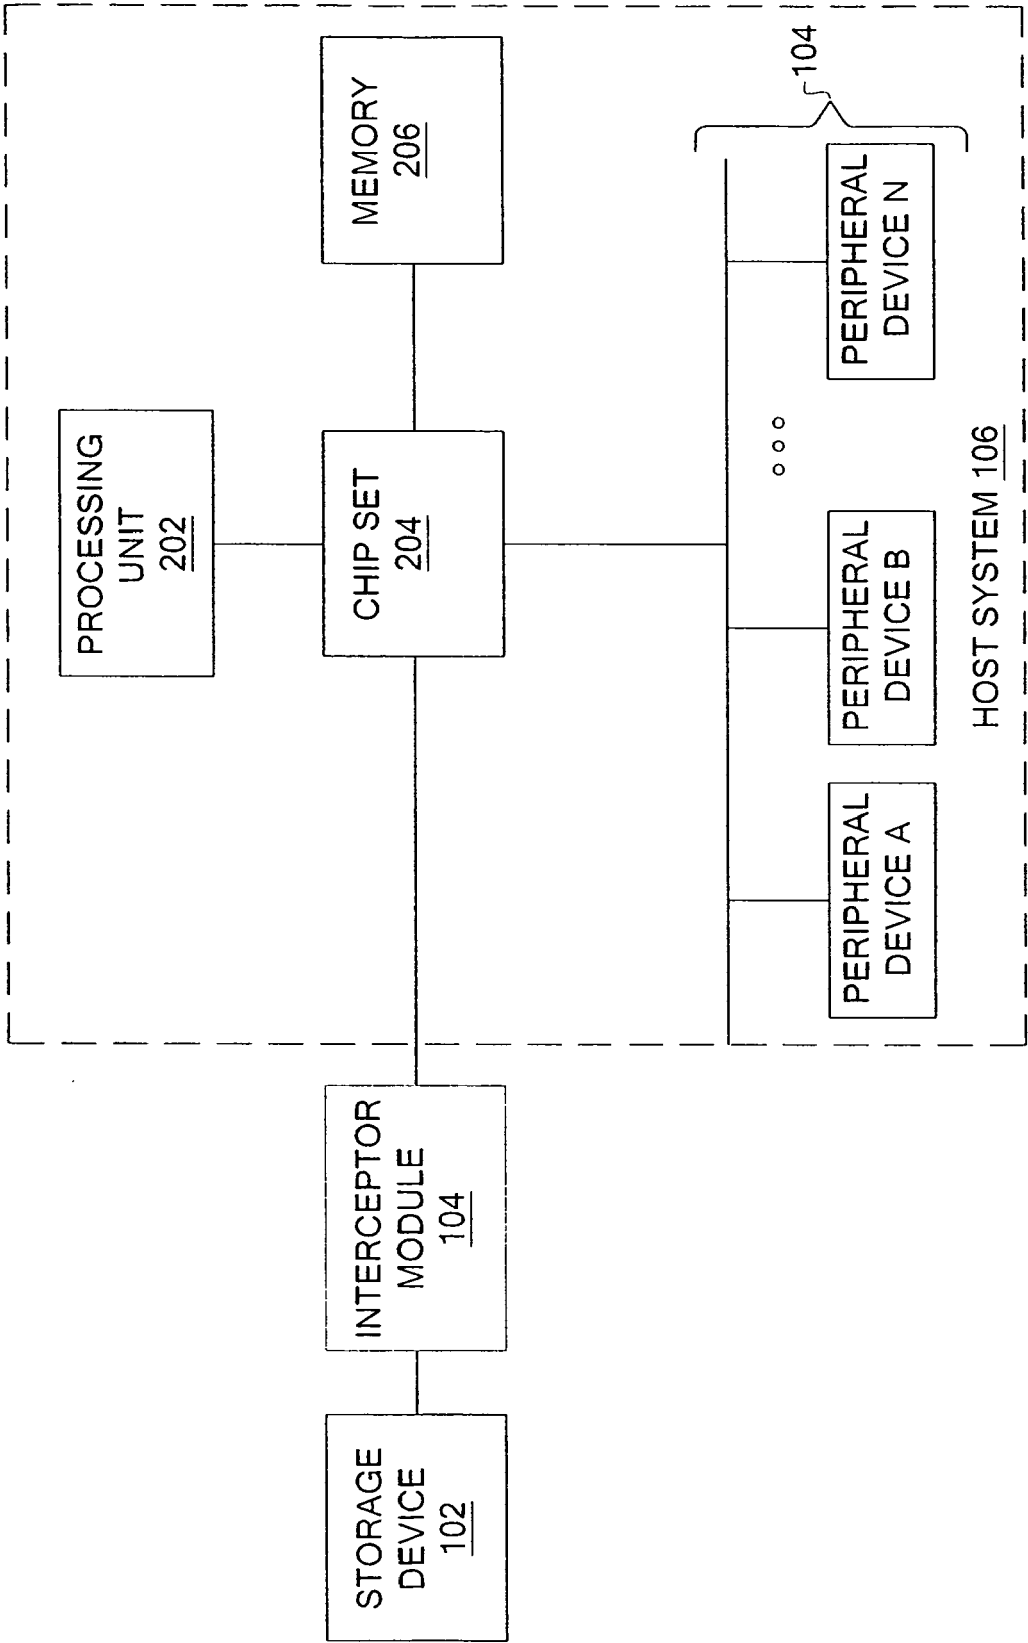 PROCESSING
UNIT
202
STORAGE
DEVICE
102
INTERCEPTOR
MODULE
104
CHIP SET
204
MEMORY
206
104
PERIPHERAL
DEVICE A
PERIPHERAL
DEVICE B
PERIPHERAL
DEVICE N
HOST SYSTEM 106